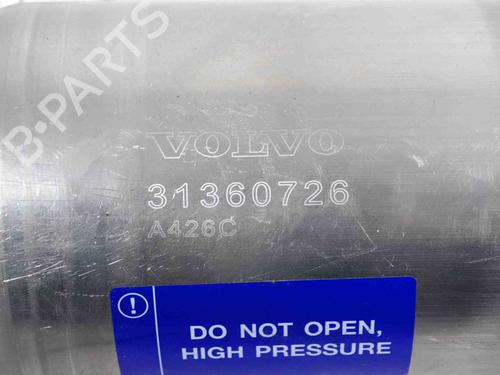 B-PARTS
VOLVO
31360726
A426C
!
DO NOT OPEN,
HIGH PRESSURE